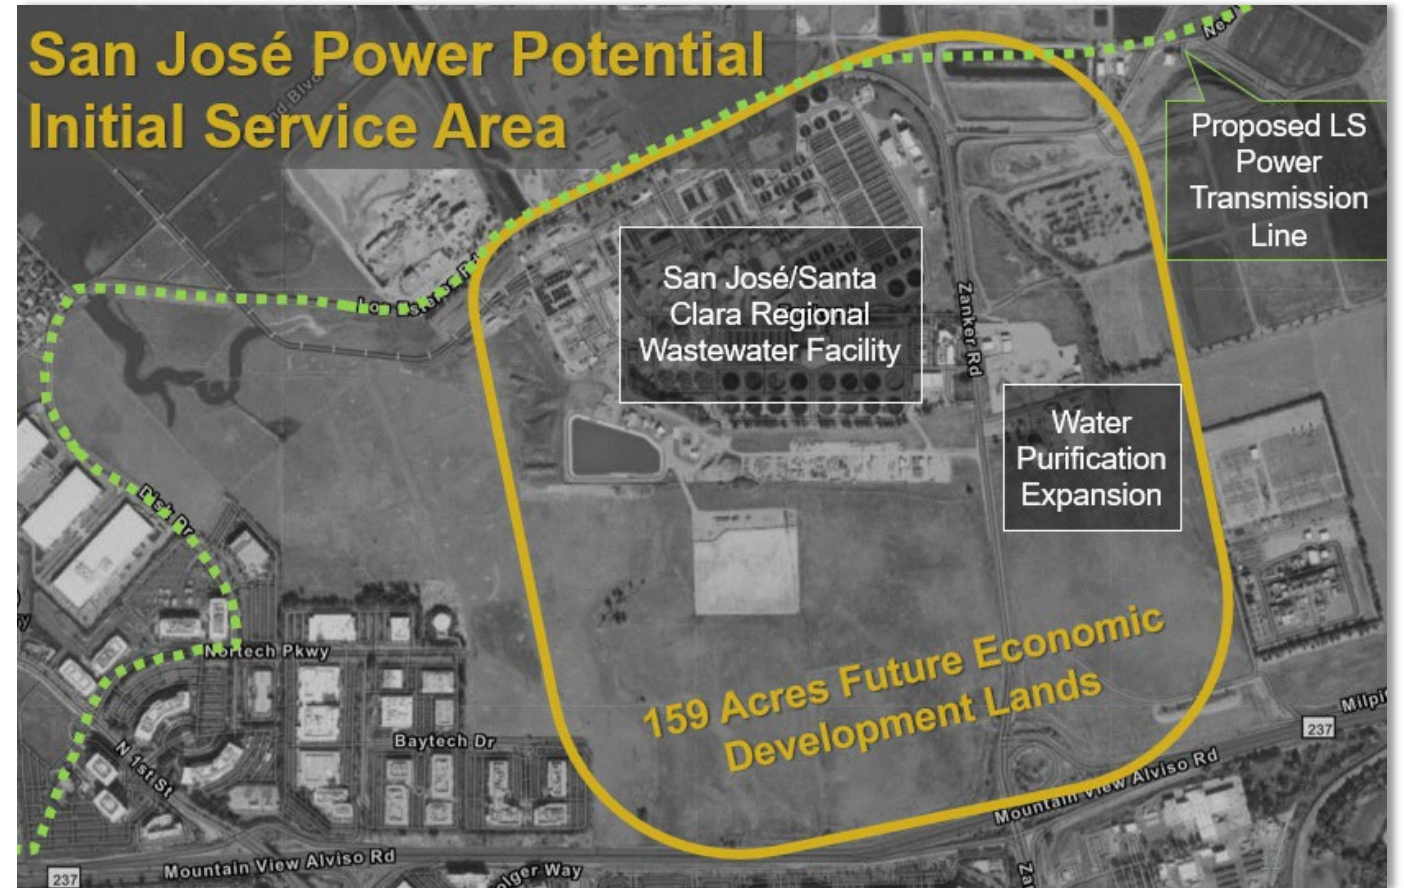 San José Power Potential
Initial Service Area
Proposed LS
Power
Transmission
Line
San José/Santa
Clara Regional
Wastewater Facility
Zanker Rd
Water
Purification
Expansion
Disk Dr
Nortech Pkwy
159 Acres Future Economic
Development Lands
Baytech Dr
N 1st St
237
Mountain View Alviso Rd
Mountain View Alviso Rd
237